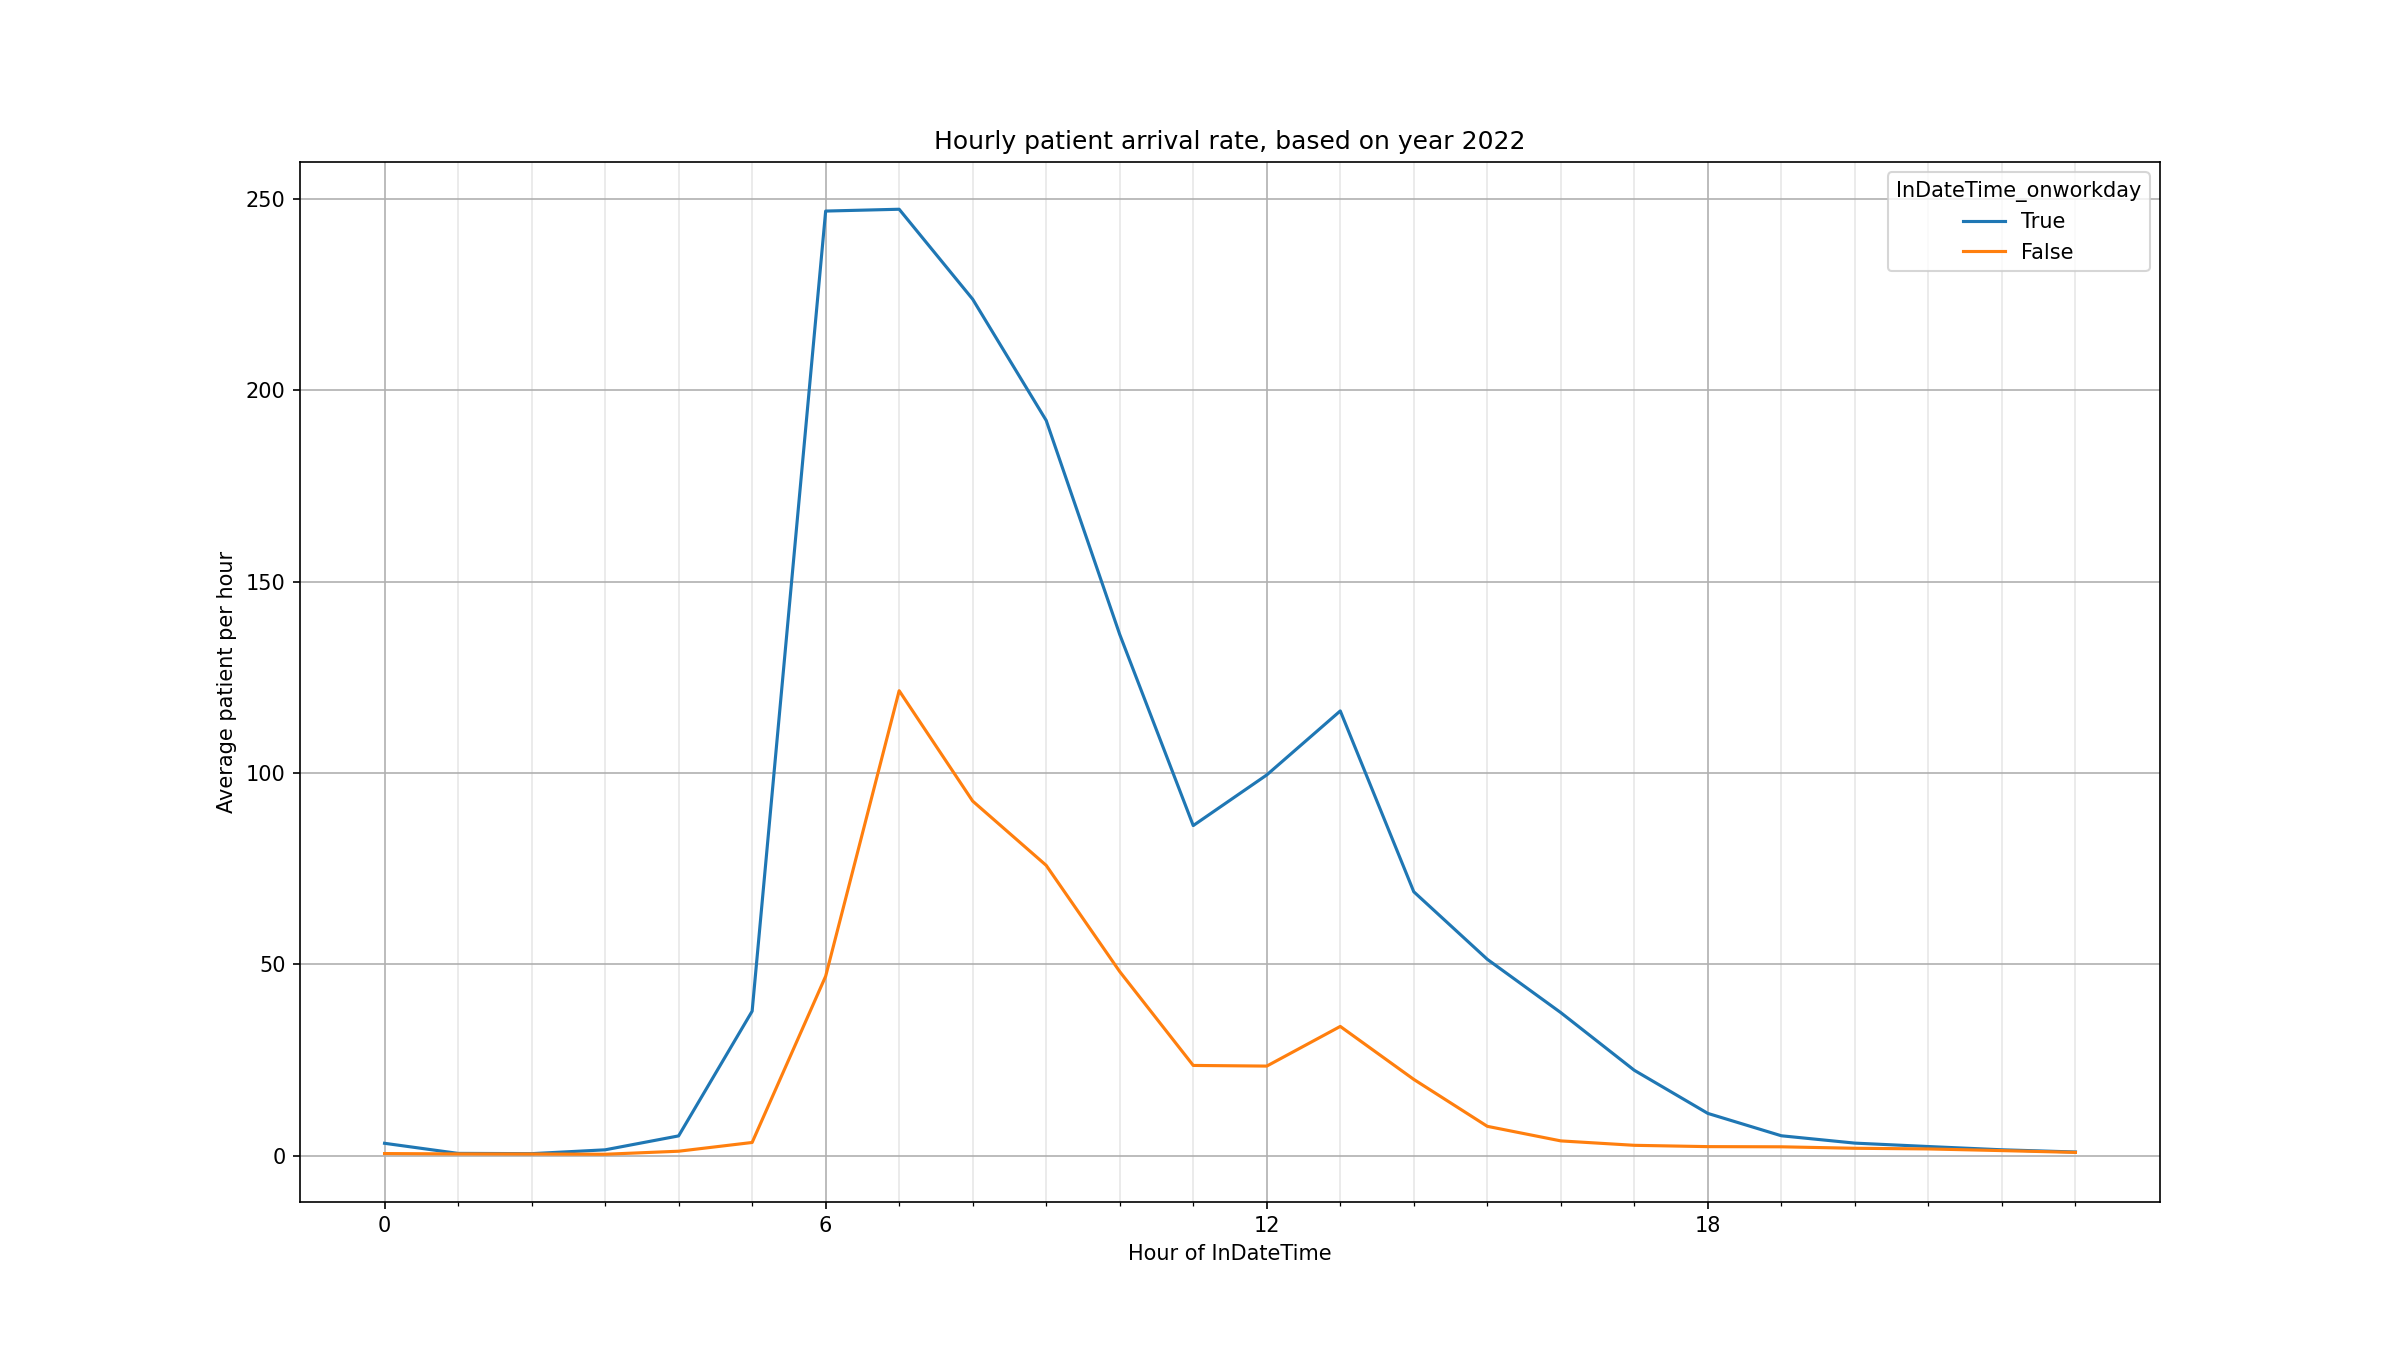 Hourly patient arrival rate, based on year 2022
InDateTime_onworkday
True
False
250
200
150
100
50
0
Average patient per hour
0 6 12 18
Hour of InDateTime